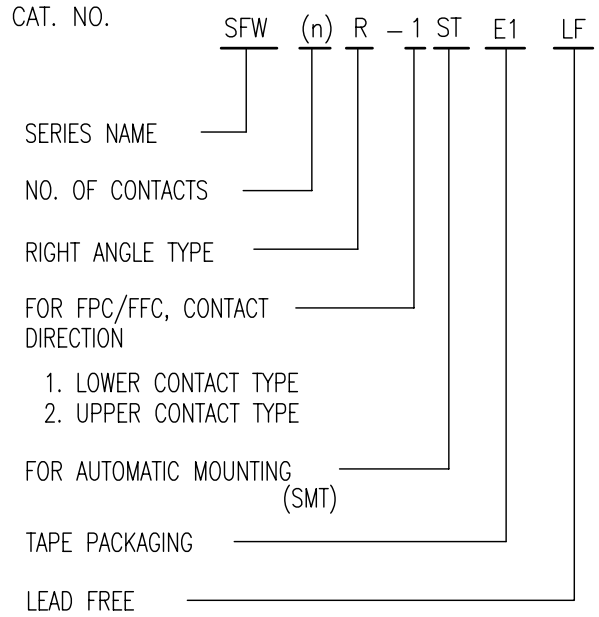 CAT. NO.
SFW (n) R – 1 ST E1 LF
SERIES NAME
NO. OF CONTACTS
RIGHT ANGLE TYPE
FOR FPC/FFC, CONTACT
DIRECTION
1. LOWER CONTACT TYPE
2. UPPER CONTACT TYPE
FOR AUTOMATIC MOUNTING
(SMT)
TAPE PACKAGING
LEAD FREE